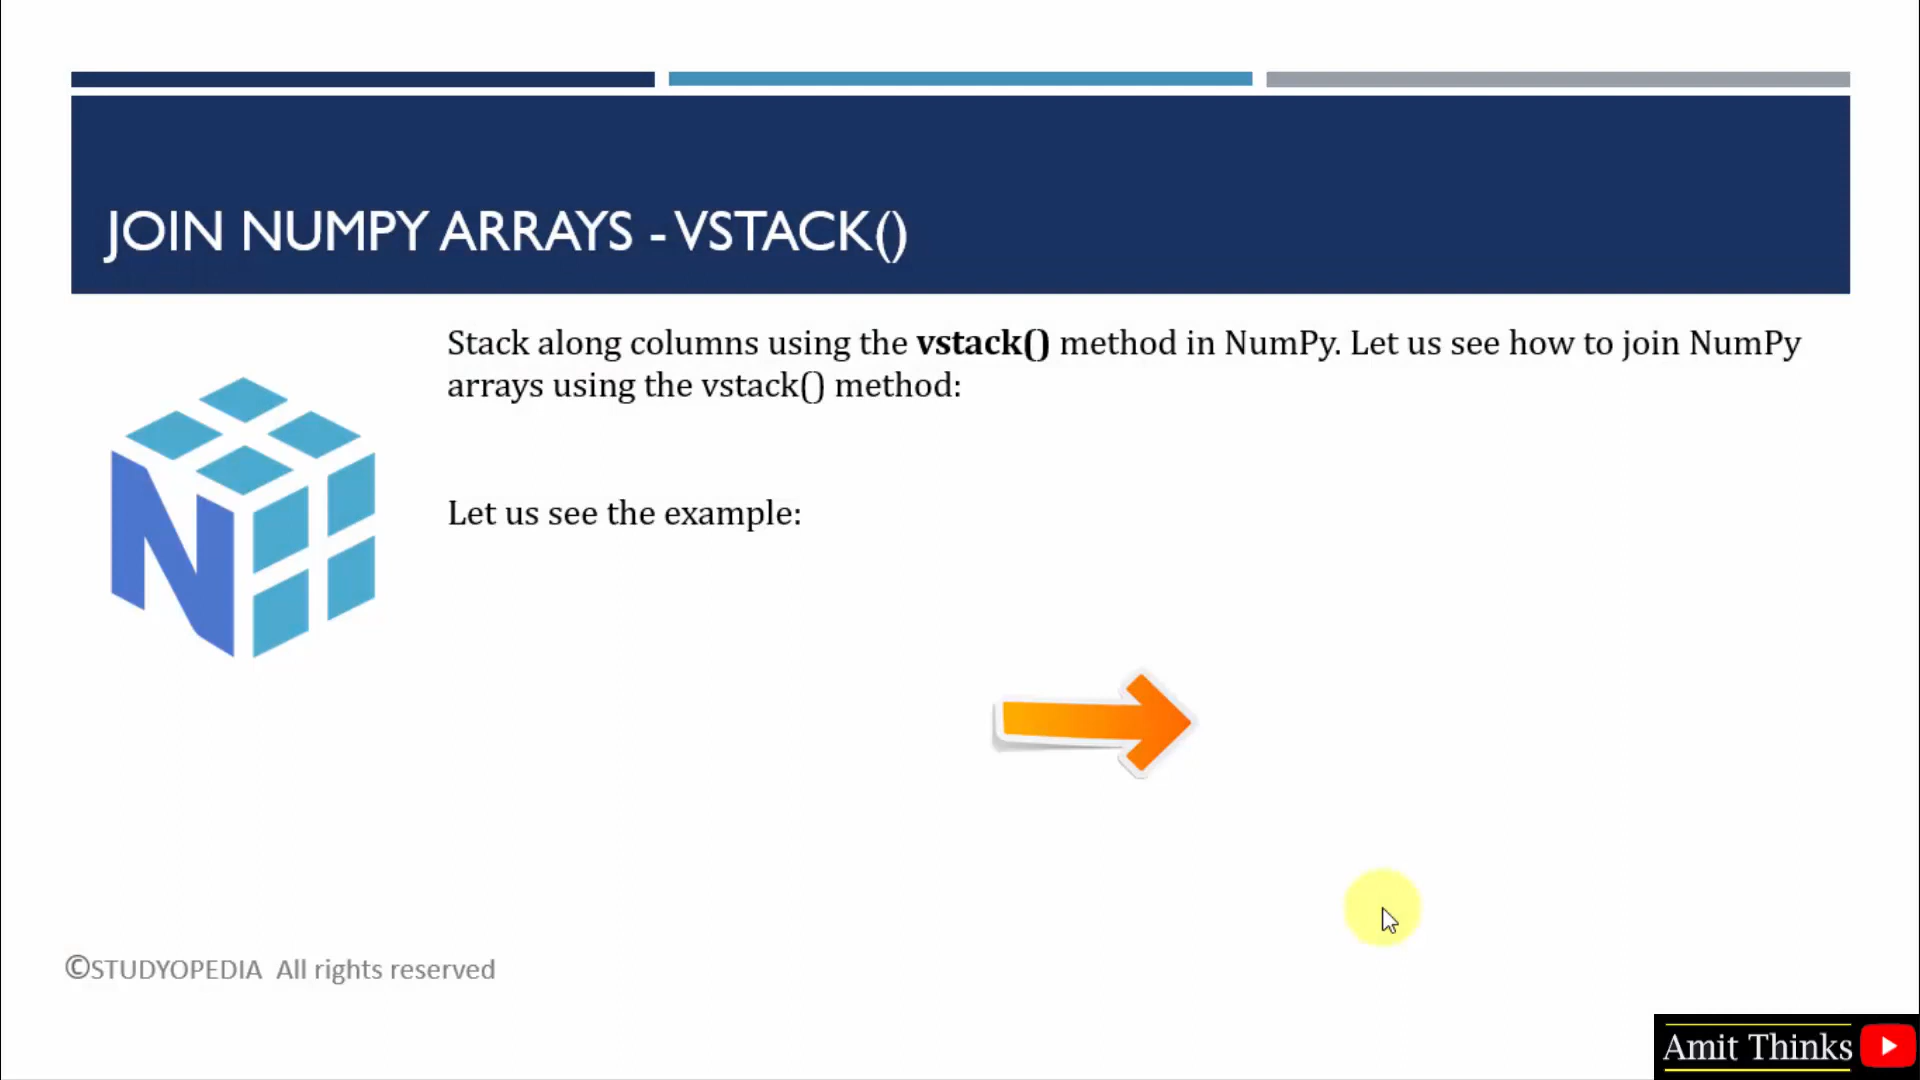 JOIN NUMPY ARRAYS - VSTACK()
Stack along columns using the vstack() method in NumPy. Let us see how to join NumPy
arrays using the vstack() method:
Let us see the example:
©STUDYOPEDIA All rights reserved
Amit Thinks